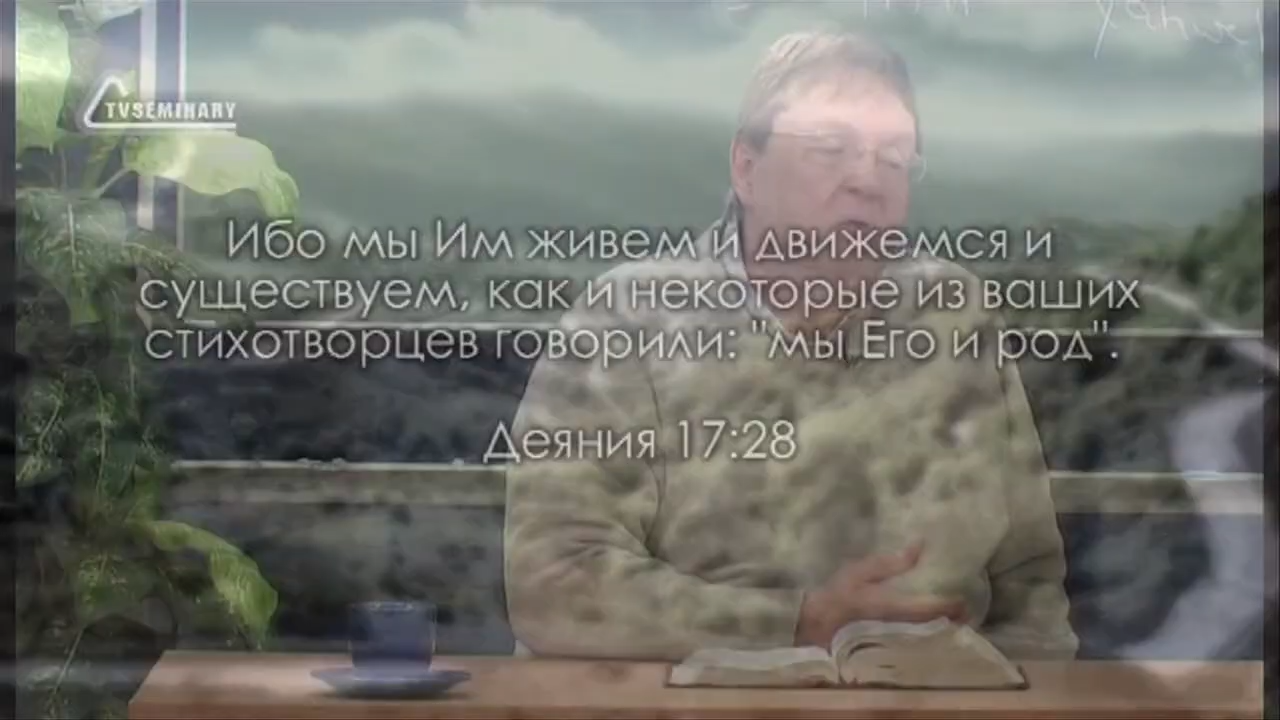 TVSEMINARY
Ибо мы Им живем и движемся и
существуем, как и некоторые из ваших
стихотворцев говорили: "мы Его и род".
Деяния 17:28